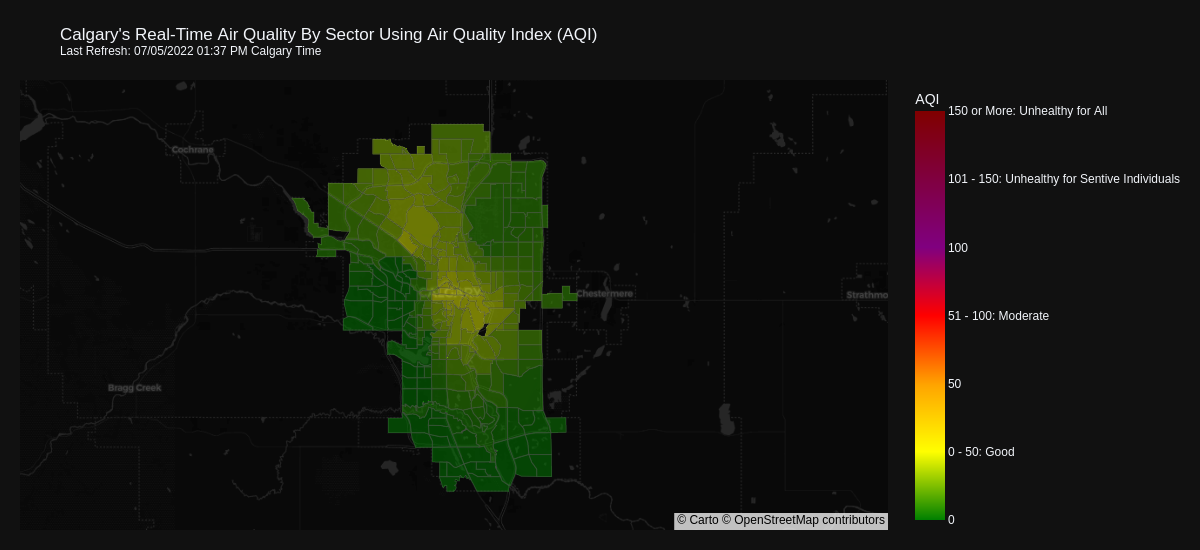 Calgary's Real-Time Air Quality By Sector Using Air Quality Index (AQI)
Last Refresh: 07/05/2022 01:37 PM Calgary Time
AQI
150 or More: Unhealthy for All
Cochrane
101 - 150: Unhealthy for Sentive Individuals
100
Chestermere
Strathmo
51 - 100: Moderate
Bragg Creek
50
0 - 50: Good
© Carto © OpenStreetMap contributors
0